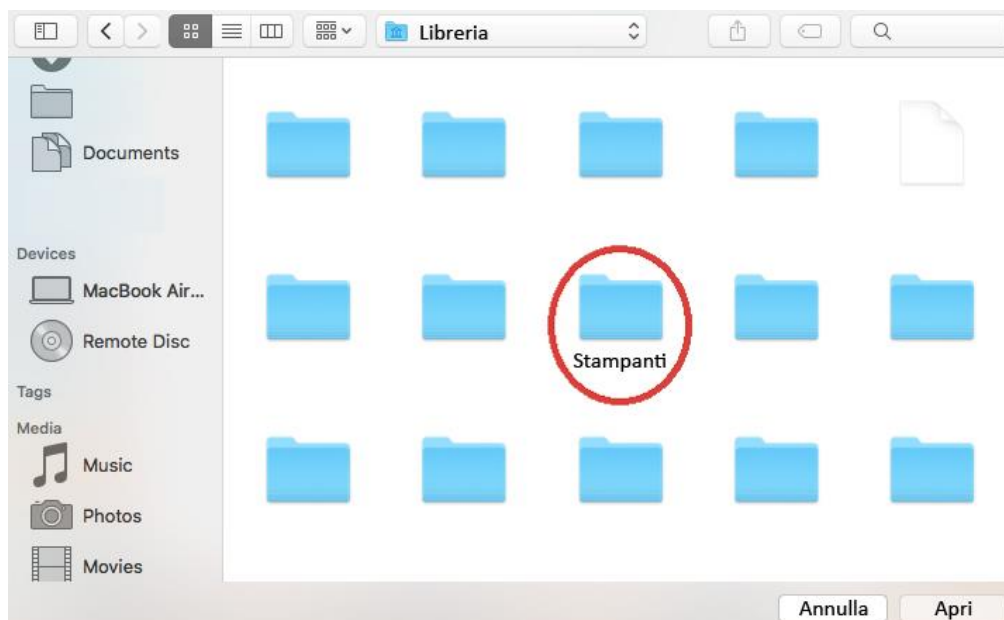 Libreria
Documents
Devices
MacBook Air...
Remote Disc
Tags
Media
Music
Photos
Movies
Stampanti
Annulla
Apri